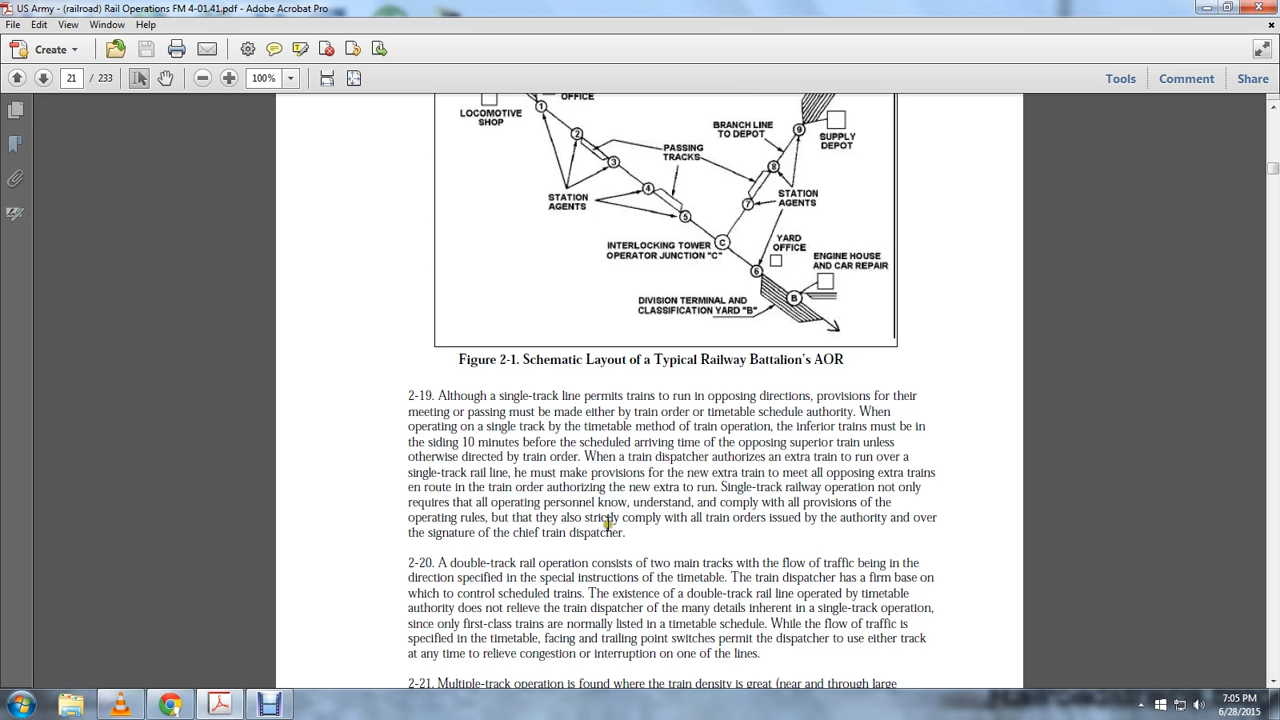 US Army - (railroad) Rail Operations FM 4-01.41.pdf - Adobe Acrobat Pro
File Edit View Window Help
Create
21 / 233 100% Tools Comment Share
OFFICE
LOCOMOTIVE
SHOP
1
2
3
4
5
PASSING
TRACKS
BRANCH LINE
TO DEPOT
9
SUPPLY
DEPOT
8
7
STATION
AGENTS
STATION
AGENTS
INTERLOCKING TOWER
OPERATOR JUNCTION "C"
C
YARD
OFFICE
6
ENGINE HOUSE
AND CAR REPAIR
B
DIVISION TERMINAL AND
CLASSIFICATION YARD "B"
Figure 2-1. Schematic Layout of a Typical Railway Battalion's AOR
2-19. Although a single-track line permits trains to run in opposing directions, provisions for their
meeting or passing must be made either by train order or timetable schedule authority. When
operating on a single track by the timetable method of train operation, the inferior trains must be in
the siding 10 minutes before the scheduled arriving time of the opposing superior train unless
otherwise directed by train order. When a train dispatcher authorizes an extra train to run over a
single-track rail line, he must make provisions for the new extra train to meet all opposing extra trains
en route in the train order authorizing the new extra to run. Single-track railway operation not only
requires that all operating personnel know, understand, and comply with all provisions of the
operating rules, but that they also strictly comply with all train orders issued by the authority and over
the signature of the chief train dispatcher.
2-20. A double-track rail operation consists of two main tracks with the flow of traffic being in the
direction specified in the special instructions of the timetable. The train dispatcher has a firm base on
which to control scheduled trains. The existence of a double-track rail line operated by timetable
authority does not relieve the train dispatcher of the many details inherent in a single-track operation,
since only first-class trains are normally listed in a timetable schedule. While the flow of traffic is
specified in the timetable, facing and trailing point switches permit the dispatcher to use either track
at any time to relieve congestion or interruption on one of the lines.
2-21. Multiple-track operation is found where the train density is great (near and through large
7:05 PM
6/28/2015